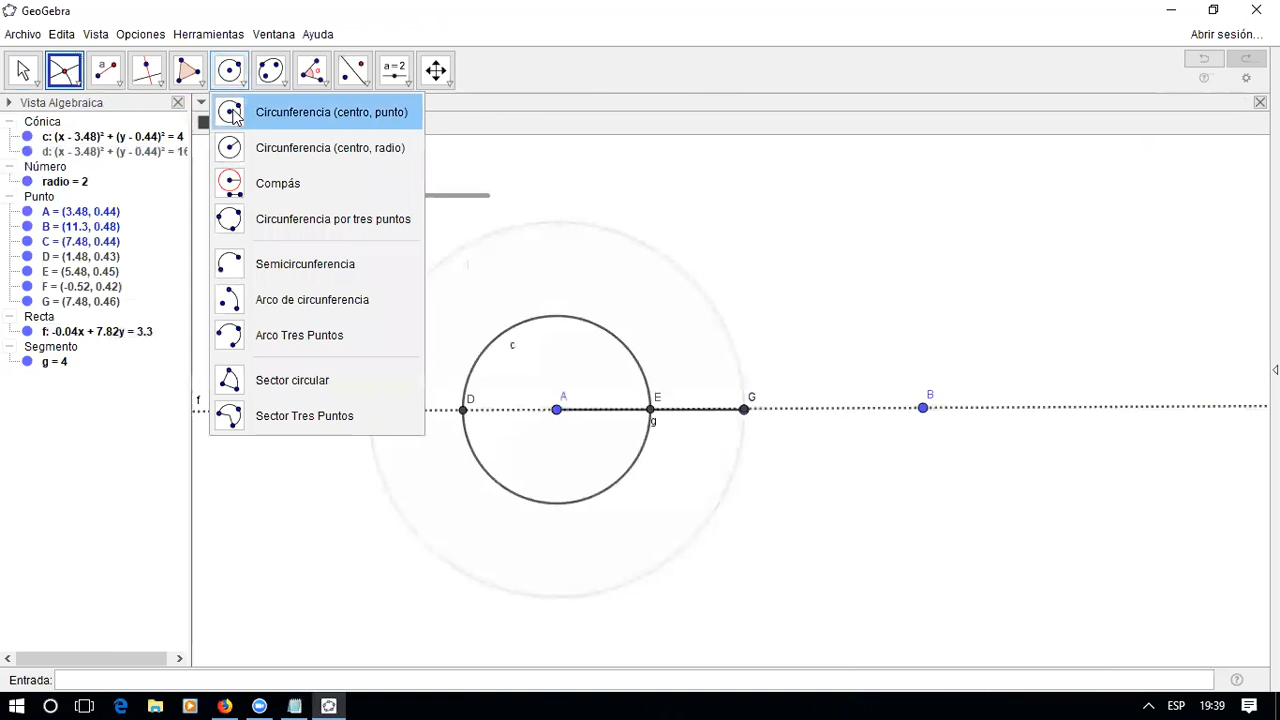 GeoGebra
Archivo Edita Vista Opciones Herramientas Ventana Ayuda
Abrir sesión...
a = 2
Vista Algebraica
Cónica
c: (x - 3.48)² + (y - 0.44)² = 4
d: (x - 3.48)² + (y - 0.44)² = 16
Número
radio = 2
Punto
A = (3.48, 0.44)
B = (11.3, 0.48)
C = (7.48, 0.44)
D = (1.48, 0.43)
E = (5.48, 0.45)
F = (-0.52, 0.42)
G = (7.48, 0.46)
Recta
f: -0.04x + 7.82y = 3.3
Segmento
g = 4
Circunferencia (centro, punto)
Circunferencia (centro, radio)
Compás
Circunferencia por tres puntos
Semicircunferencia
Arco de circunferencia
Arco Tres Puntos
Sector circular
Sector Tres Puntos
c
f D A E G B
g
Entrada:
ESP 19:39